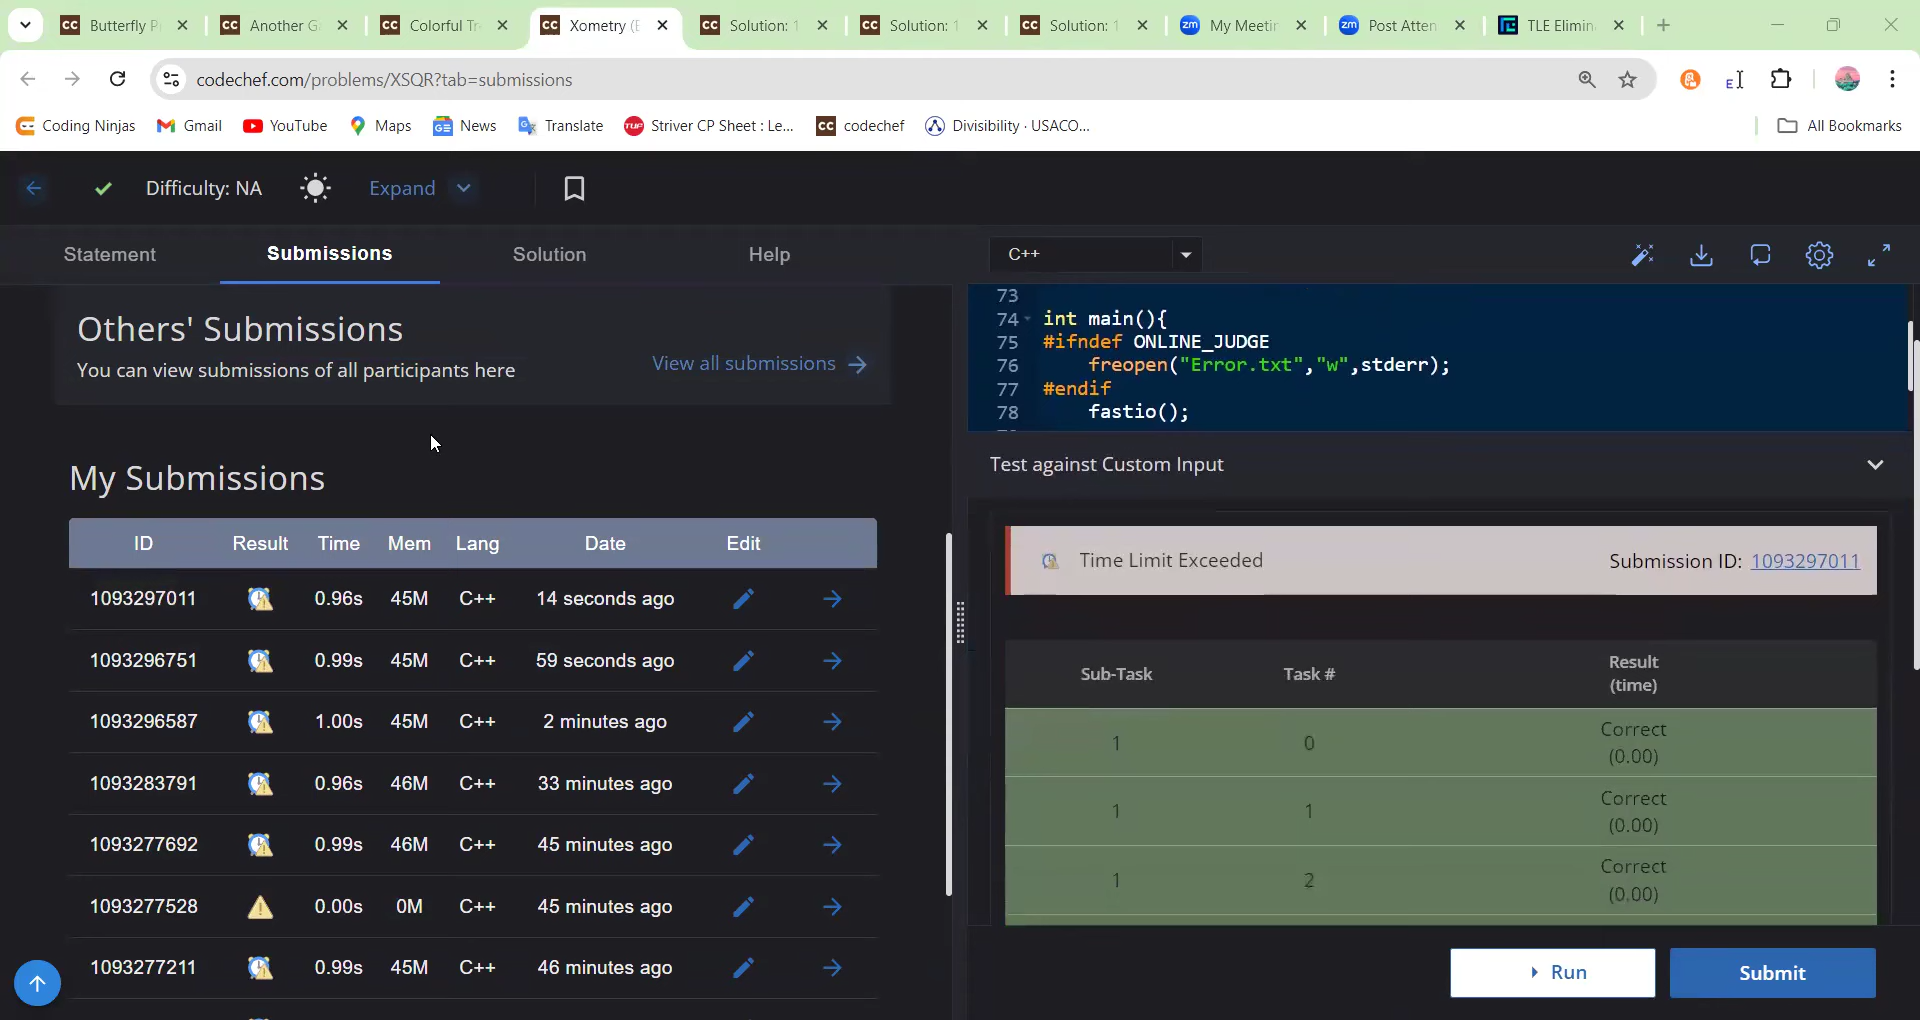 Butterfly P
Another G
Colorful Tr
Xometry (E
Solution: 1
Solution: 1
Solution: 1
My Meetin
Post Atten
TLE Elimin
codechef.com/problems/XSQR?tab=submissions
Coding Ninjas
Gmail
YouTube
Maps
News
Translate
Striver CP Sheet : Le...
codechef
Divisibility · USACO...
All Bookmarks
Difficulty: NA
Expand
Statement
Submissions
Solution
Help
Others' Submissions
You can view submissions of all participants here
View all submissions
My Submissions
ID Result Time Mem Lang Date Edit
1093297011 0.96s 45M C++ 14 seconds ago
1093296751 0.99s 45M C++ 59 seconds ago
1093296587 1.00s 45M C++ 2 minutes ago
1093283791 0.96s 46M C++ 33 minutes ago
1093277692 0.99s 46M C++ 45 minutes ago
1093277528 0.00s 0M C++ 45 minutes ago
1093277211 0.99s 45M C++ 46 minutes ago
C++
73
74 int main(){
75 #ifndef ONLINE_JUDGE
76 freopen("Error.txt","w",stderr);
77 #endif
78 fastio();
Test against Custom Input
Time Limit Exceeded
Submission ID: 1093297011
Sub-Task Task # Result
(time)
1 0 Correct
(0.00)
1 1 Correct
(0.00)
1 2 Correct
(0.00)
Run
Submit